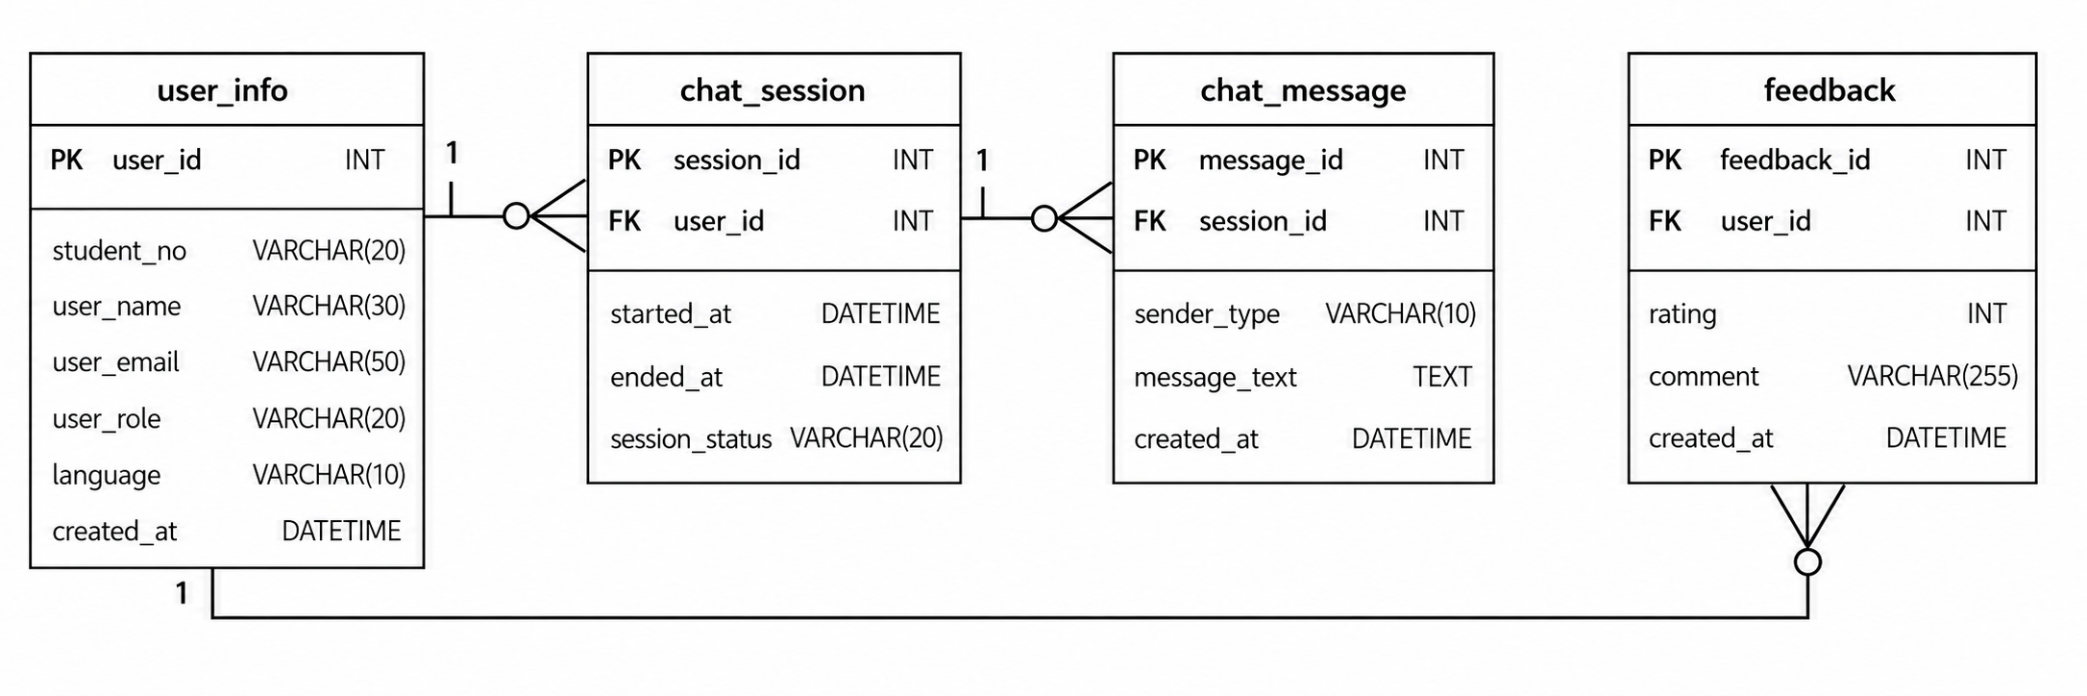 user_info
PK user_id INT
student_no VARCHAR(20)
user_name VARCHAR(30)
user_email VARCHAR(50)
user_role VARCHAR(20)
language VARCHAR(10)
created_at DATETIME
1
1
chat_session
PK session_id INT
FK user_id INT
started_at DATETIME
ended_at DATETIME
session_status VARCHAR(20)
1
chat_message
PK message_id INT
FK session_id INT
sender_type VARCHAR(10)
message_text TEXT
created_at DATETIME
feedback
PK feedback_id INT
FK user_id INT
rating INT
comment VARCHAR(255)
created_at DATETIME